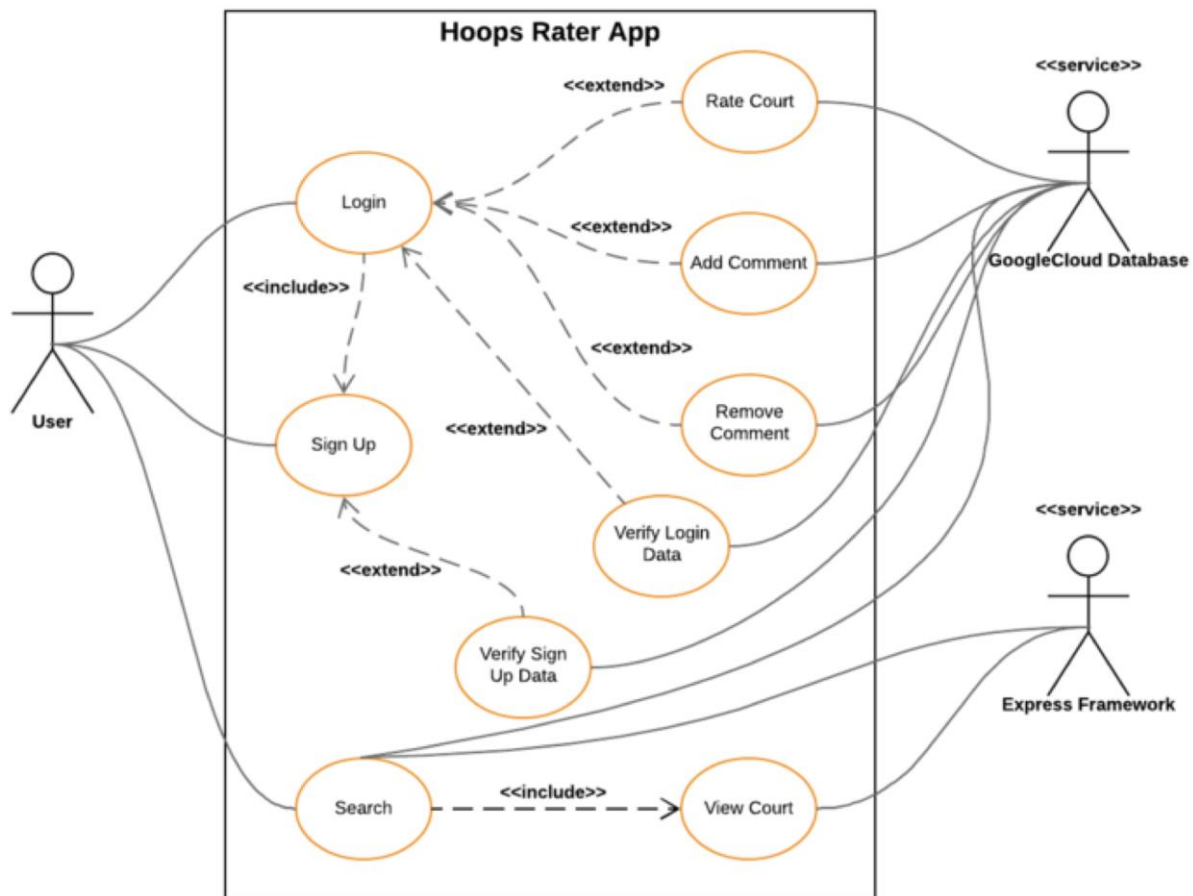 Hoops Rater App
<<extend>>
Rate Court
<<service>>
Login
<<extend>>
Add Comment
GoogleCloud Database
<<include>>
<<extend>>
User
Sign Up
<<extend>>
Remove
Comment
<<service>>
Verify Login
Data
<<extend>>
Verify Sign
Up Data
Express Framework
Search
<<include>>
View Court